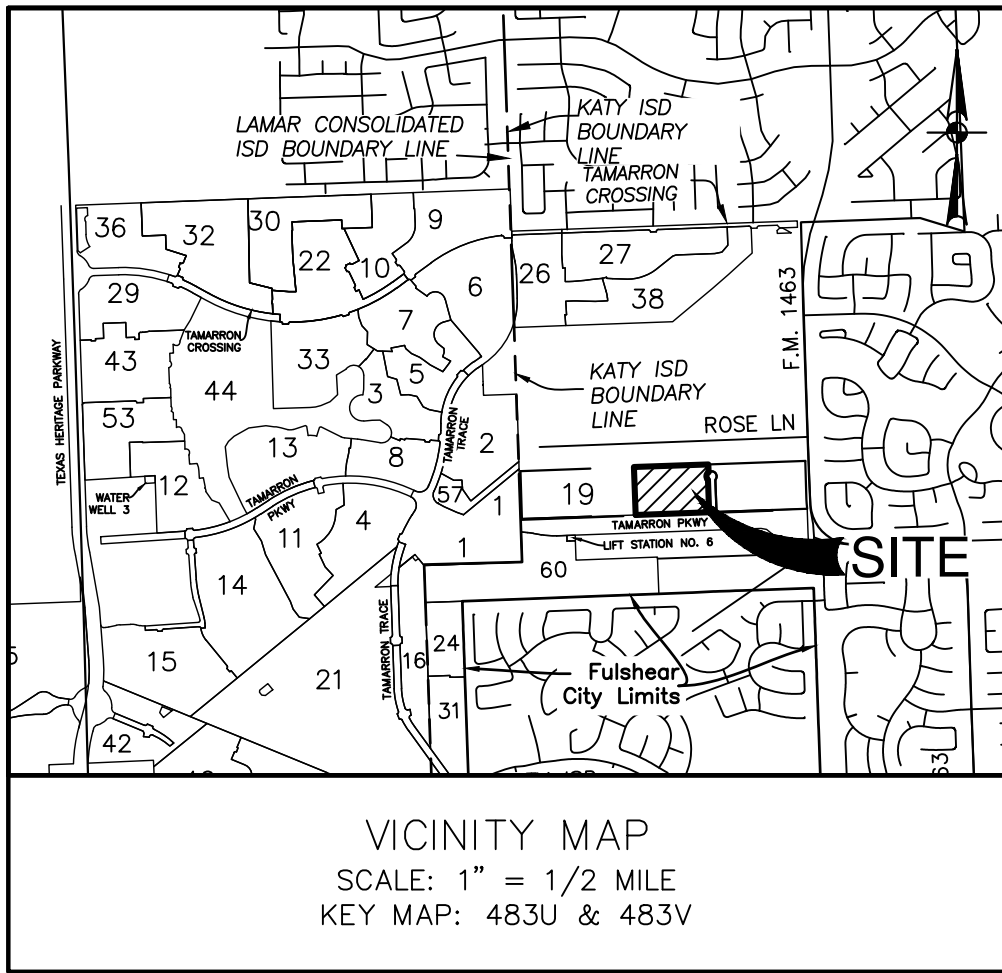 LAMAR CONSOLIDATED
ISD BOUNDARY LINE
KATY ISD
BOUNDARY
LINE
TAMARRON
CROSSING
36
32
30
22
10
9
6
26
27
38
29
TAMARRON
CROSSING
7
33
3
5
F.M. 1463
TEXAS HERITAGE PARKWAY
43
44
KATY ISD
BOUNDARY
LINE
53
ROSE LN
TAMARRON
TRACE
2
13
8
12
WATER
WELL 3
TAMARRON
PKWY
57
1
19
11
4
1
TAMARRON PKWY
LIFT STATION NO. 6
SITE
14
60
TAMARRON TRACE
15
21
16
24
31
Fulshear
City Limits
42
VICINITY MAP
SCALE: 1" = 1/2 MILE
KEY MAP: 483U & 483V